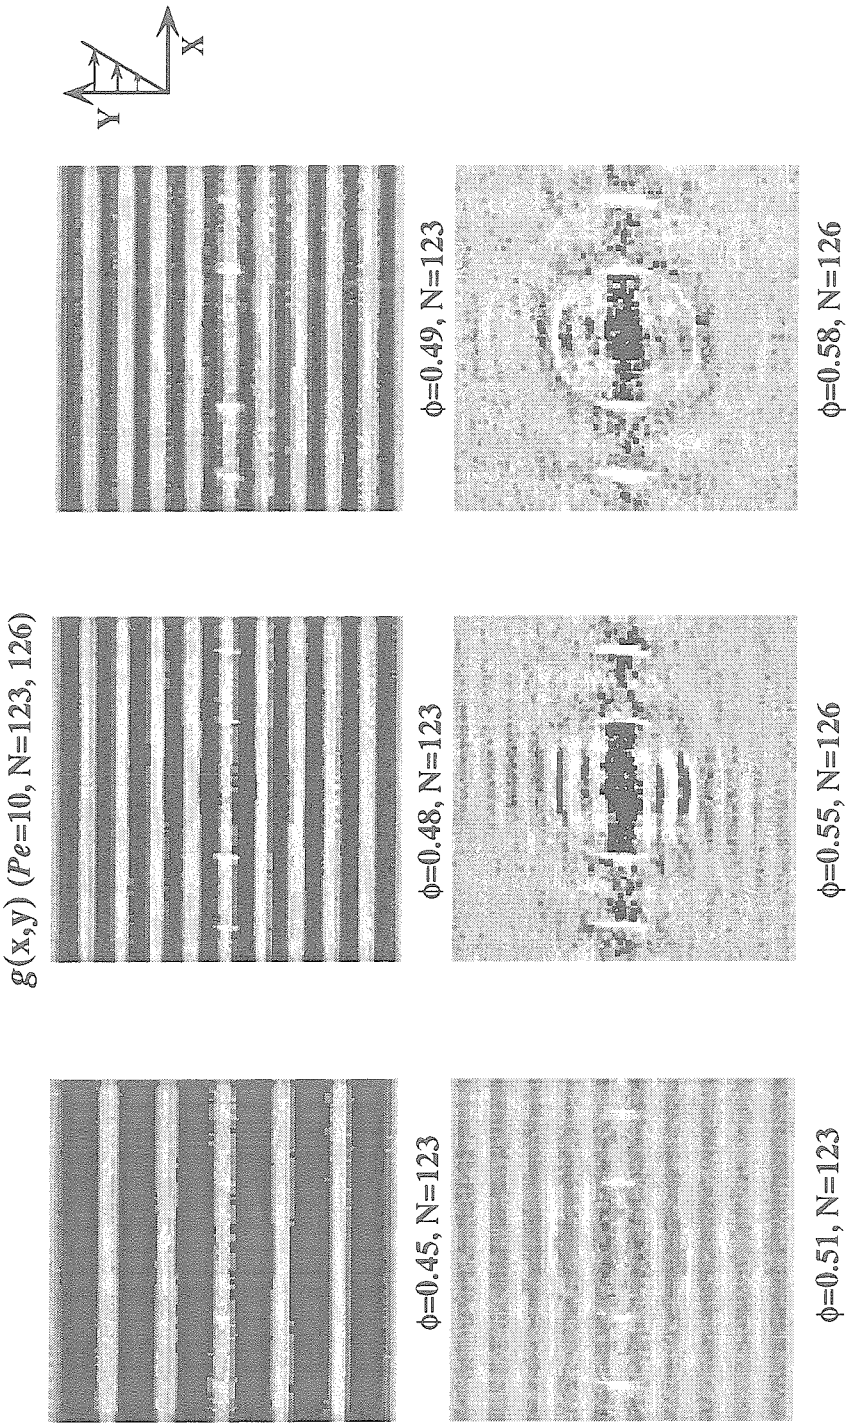 g(x,y) (Pe=10, N=123, 126)
Y
X
ϕ=0.45, N=123
ϕ=0.48, N=123
ϕ=0.49, N=123
ϕ=0.51, N=123
ϕ=0.55, N=126
ϕ=0.58, N=126